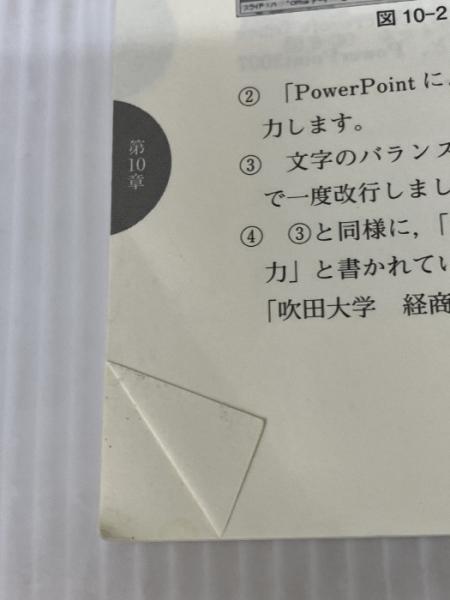 図 10-2
② 「PowerPoint に
力します。
③ 文字のバランス
で一度改行しまし
④ ③と同様に,「
力」と書かれてい
「吹田大学 経商
第10章